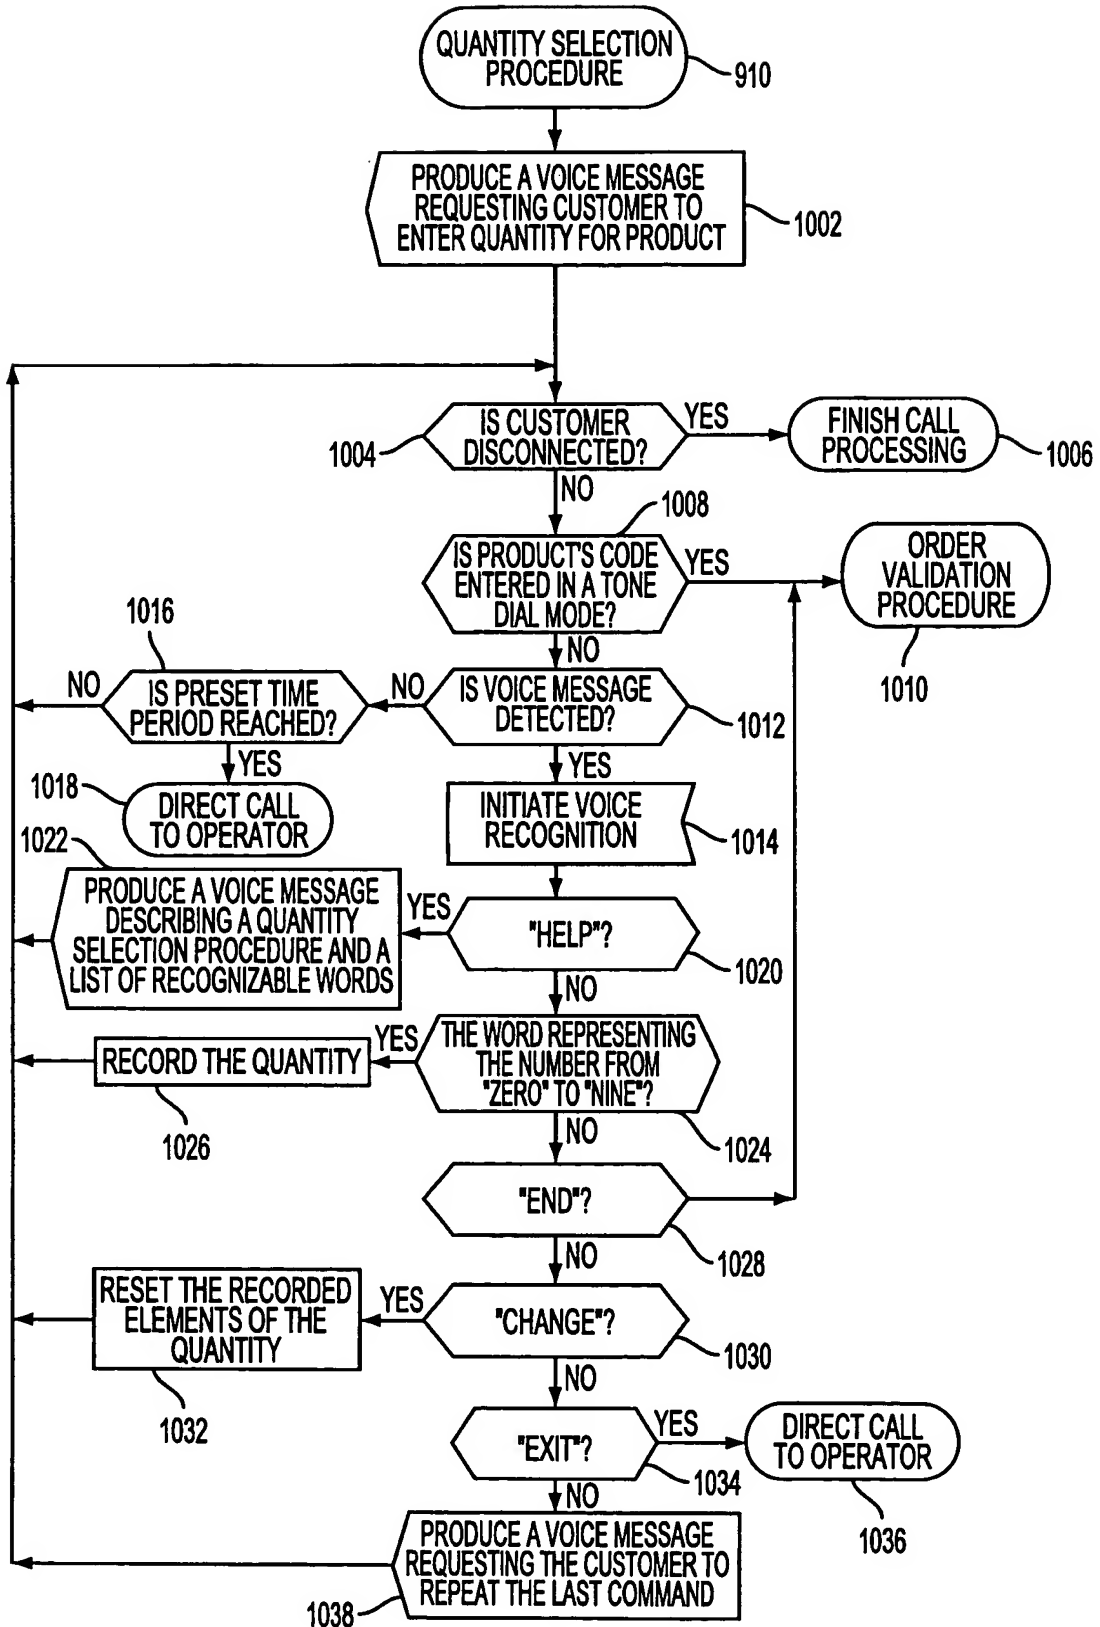 QUANTITY SELECTION
PROCEDURE
910
PRODUCE A VOICE MESSAGE
REQUESTING CUSTOMER TO
ENTER QUANTITY FOR PRODUCT
1002
IS CUSTOMER
DISCONNECTED?
1004
YES
FINISH CALL
PROCESSING
1006
NO
1008
IS PRODUCT'S CODE
ENTERED IN A TONE
DIAL MODE?
YES
ORDER
VALIDATION
PROCEDURE
1010
NO
1016
IS PRESET TIME
PERIOD REACHED?
NO
NO
IS VOICE MESSAGE
DETECTED?
1012
YES
1018
DIRECT CALL
TO OPERATOR
YES
INITIATE VOICE
RECOGNITION
1014
1022
PRODUCE A VOICE MESSAGE
DESCRIBING A QUANTITY
SELECTION PROCEDURE AND A
LIST OF RECOGNIZABLE WORDS
YES
"HELP"?
1020
NO
THE WORD REPRESENTING
THE NUMBER FROM
"ZERO" TO "NINE"?
1024
YES
RECORD THE QUANTITY
1026
NO
"END"?
1028
NO
RESET THE RECORDED
ELEMENTS OF THE
QUANTITY
1032
YES
"CHANGE"?
1030
NO
"EXIT"?
1034
YES
DIRECT CALL
TO OPERATOR
1036
NO
PRODUCE A VOICE MESSAGE
REQUESTING THE CUSTOMER TO
REPEAT THE LAST COMMAND
1038